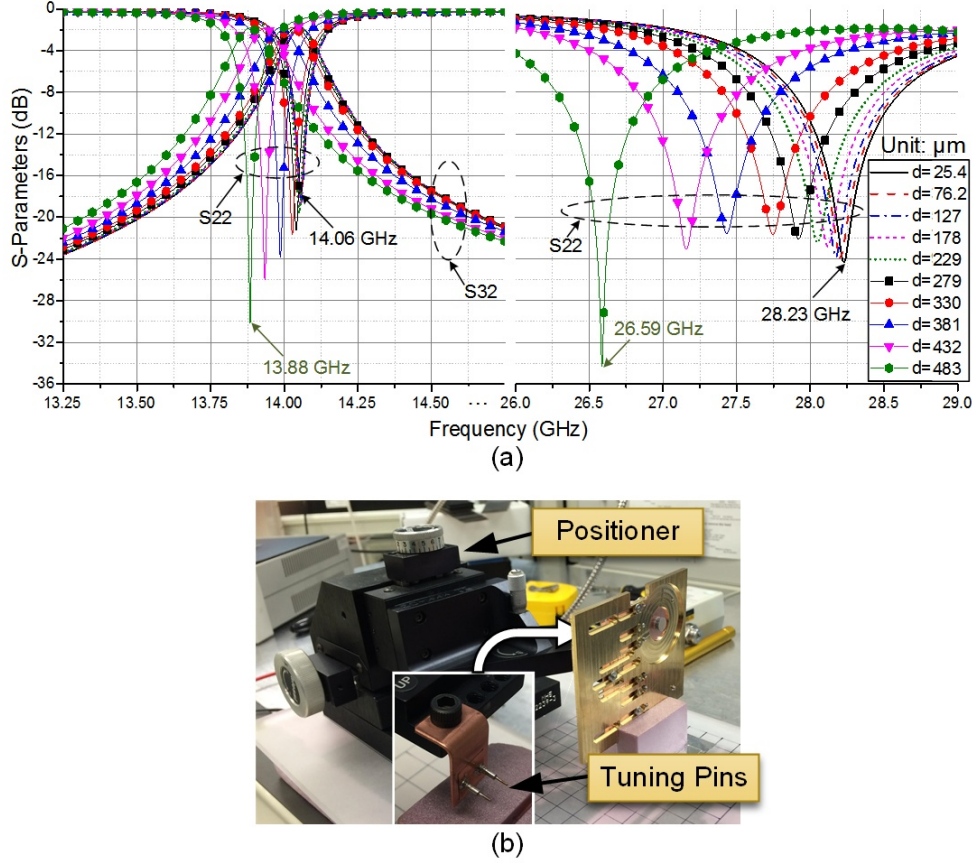 S-Parameters (dB)
0
-4
-8
-12
-16
-20
-24
-28
-32
-36
S22
14.06 GHz
S32
13.88 GHz
S22
26.59 GHz
28.23 GHz
Unit: µm
d= 25.4
d= 76.2
d= 127
d= 178
d= 229
d= 279
d= 330
d= 381
d= 432
d= 483
13.25 13.50 13.75 14.00 14.25 14.50 ... 26.0 26.5 27.0 27.5 28.0 28.5 29.0
Frequency (GHz)
(a)
Positioner
UP
Tuning Pins
(b)